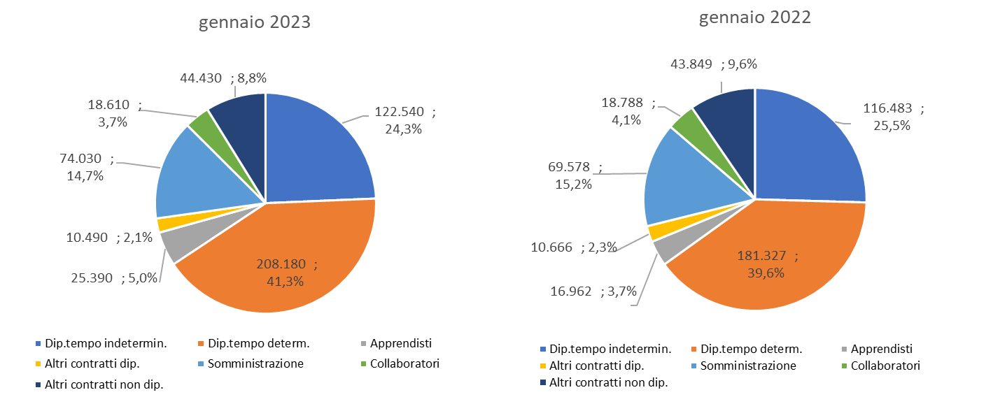 gennaio 2023
44.430 ; 8,8%
18.610 ;
3,7%
122.540 ;
24,3%
74.030 ;
14,7%
10.490 ; 2,1%
25.390 ; 5,0%
208.180 ;
41,3%
Dip.tempo indetermin.
Dip.tempo determ.
Apprendisti
Altri contratti dip.
Somministrazione
Collaboratori
Altri contratti non dip.
gennaio 2022
43.849 ; 9,6%
18.788 ;
4,1%
116.483 ;
25,5%
69.578 ;
15,2%
10.666 ; 2,3%
16.962 ; 3,7%
181.327 ;
39,6%
Dip.tempo indetermin.
Dip.tempo determ.
Apprendisti
Altri contratti dip.
Somministrazione
Collaboratori
Altri contratti non dip.